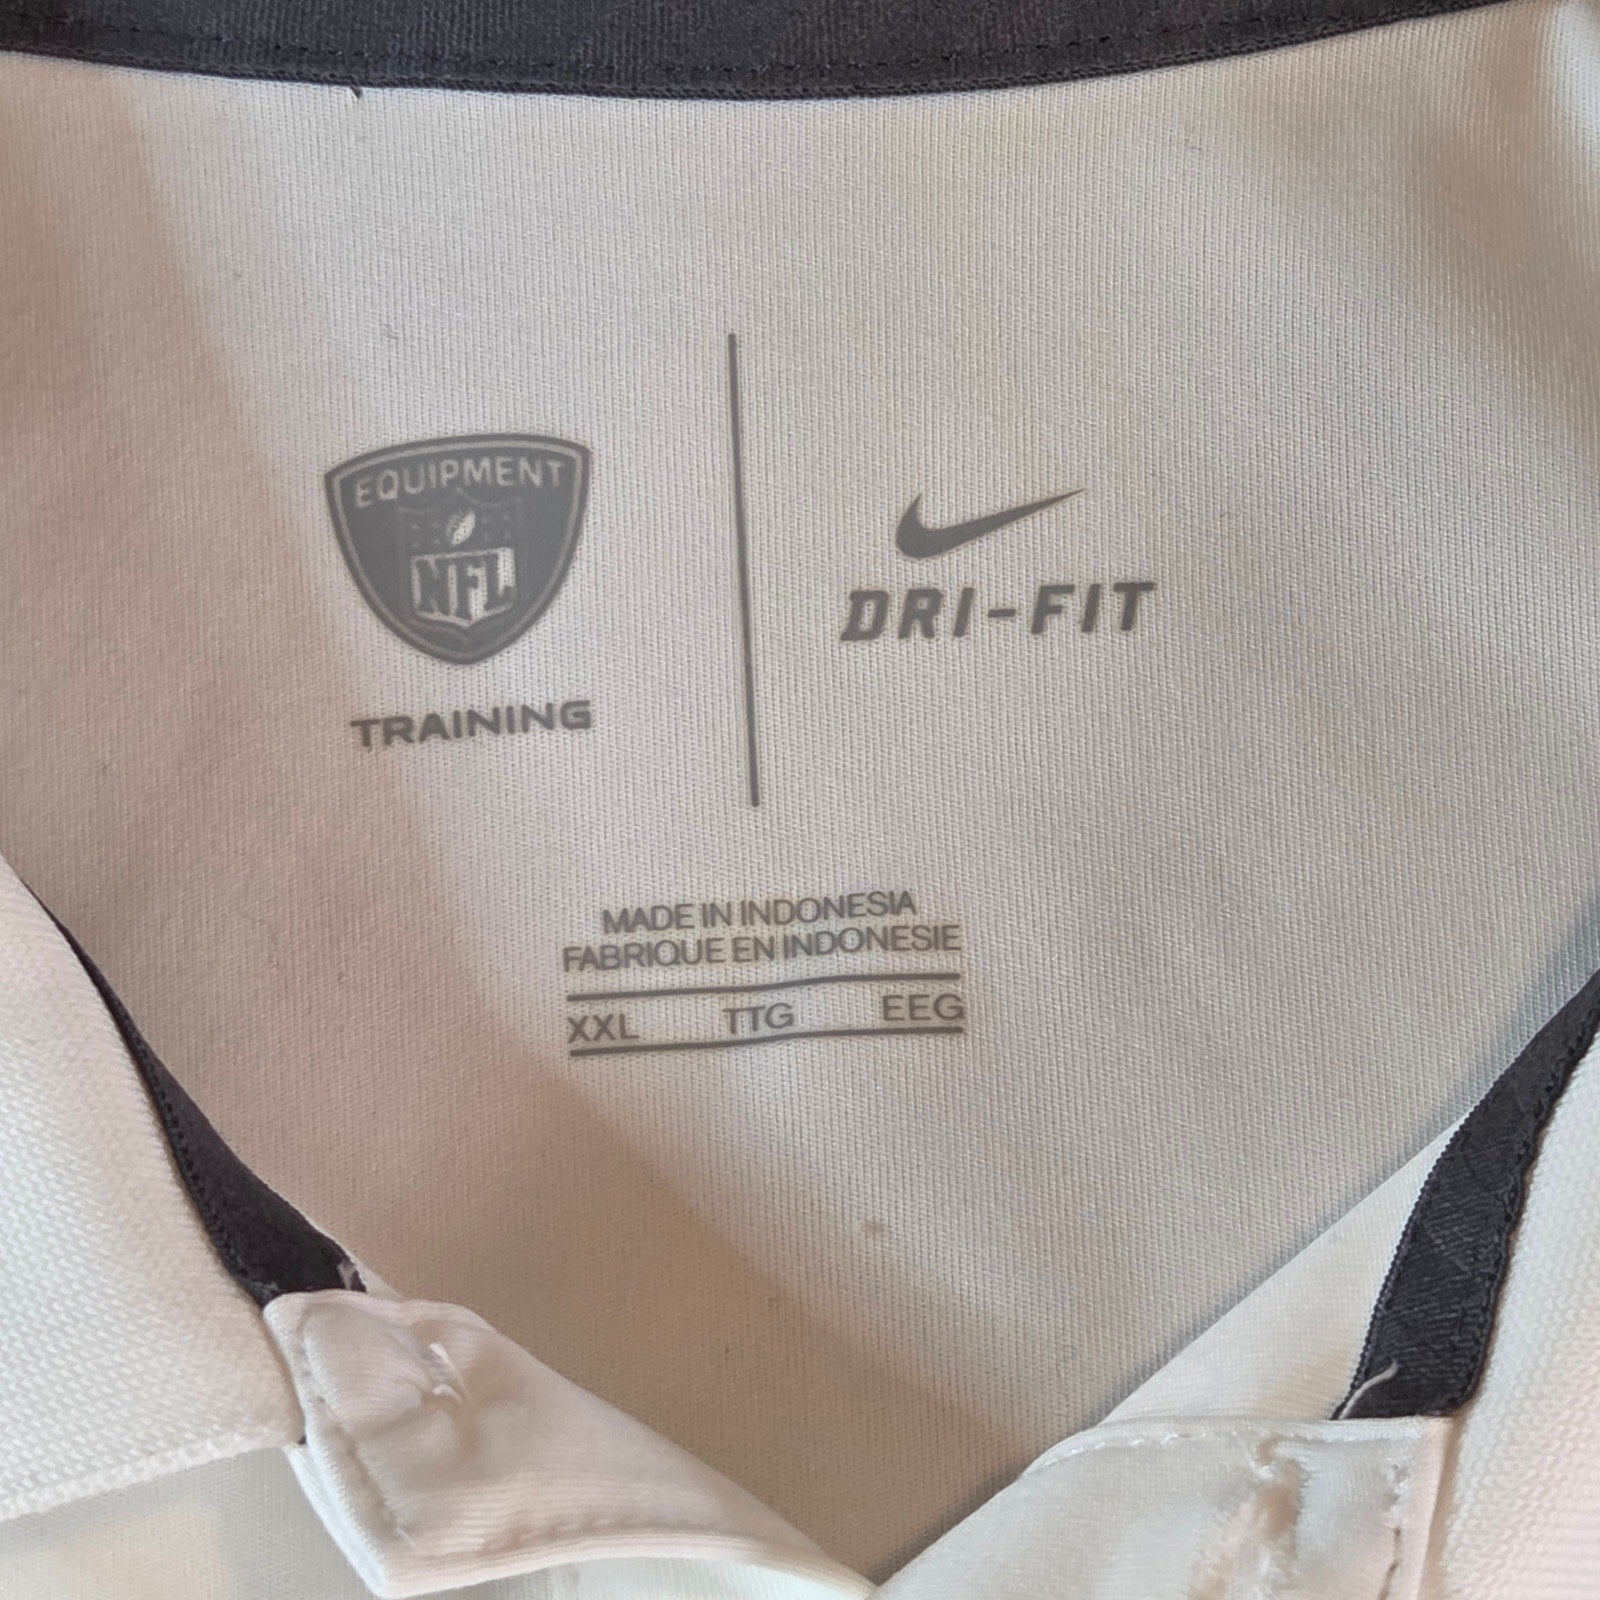 EQUIPMENT
NFL
TRAINING
DRI-FIT
MADE IN INDONESIA
FABRIQUE EN INDONESIE
XXL TTG EEG